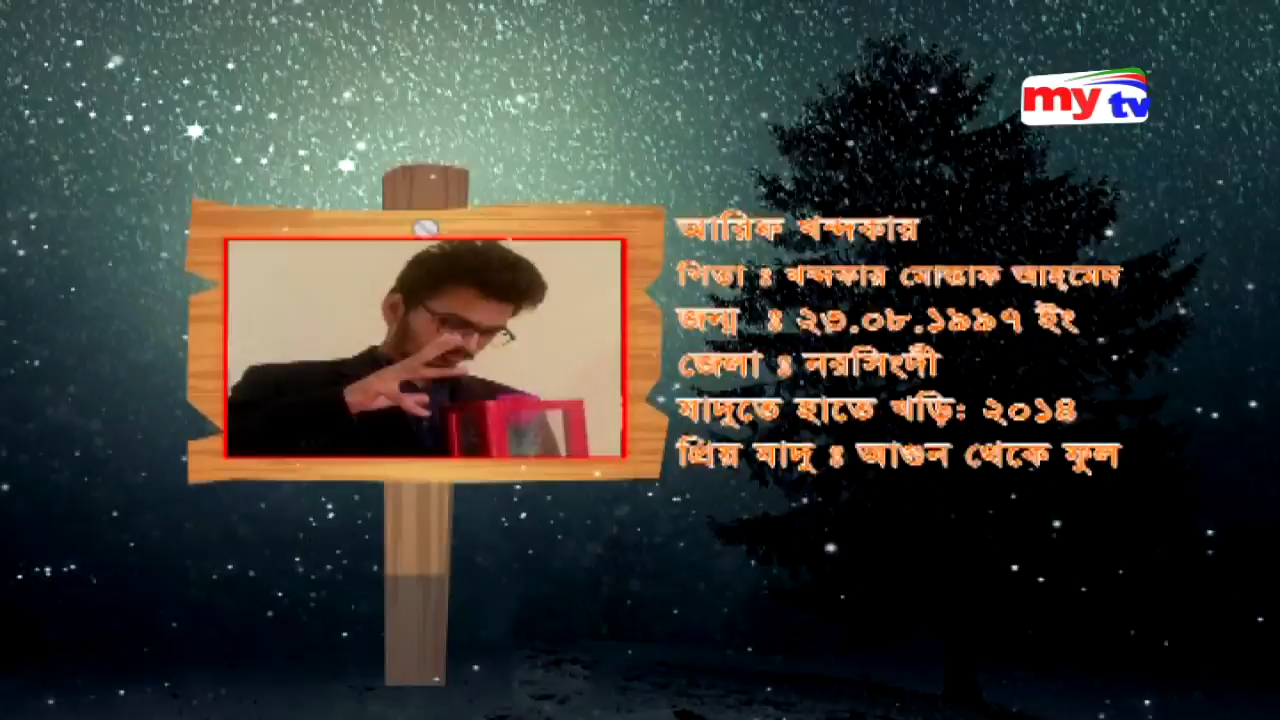 my tv
আরিফ খন্দকার
পিতা : খন্দকার মোস্তাক আহমেদ
জন্ম : ২৩.০৮.১৯৯৭ ইং
জেলা : নরসিংদী
যাদুতে হাতে খড়ি: ২০১৪
প্রিয় যাদু : আগুন থেকে ফুল